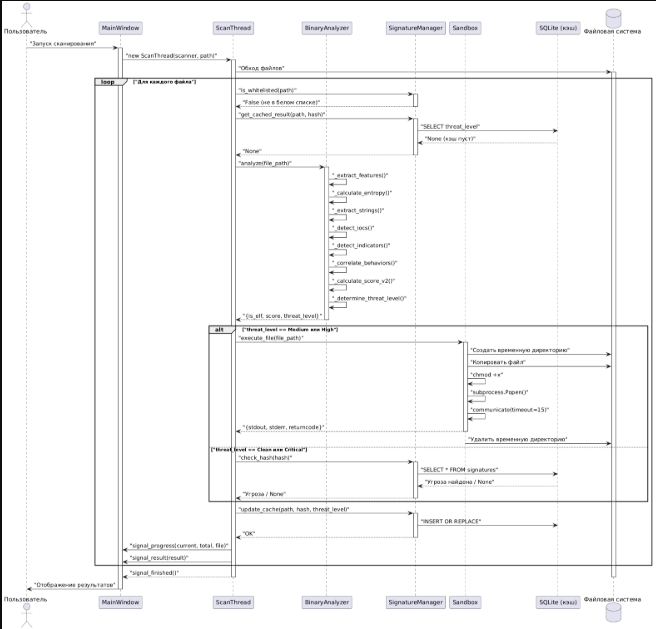 Пользователь
MainWindow
ScanThread
BinaryAnalyzer
SignatureManager
Sandbox
SQLite (кэш)
Файловая система
"Запуск сканирования"
"new ScanThread(scanner, path)"
"Обход файлов"
loop
["Для каждого файла"]
"is_whitelisted(path)"
"False (не в белом списке)"
"get_cached_result(path, hash)"
"SELECT threat_level"
"None (кэш пуст)"
"None"
"analyze(file_path)"
"_extract_features()"
"_calculate_entropy()"
"_extract_strings()"
"_detect_iocs()"
"_detect_indicators()"
"_correlate_behaviors()"
"_calculate_score_v2()"
"_determine_threat_level()"
"{is_elf, score, threat_level}"
alt
["threat_level == Medium или High"]
"execute_file(file_path)"
"Создать временную директорию"
"Копировать файл"
"chmod +x"
"subprocess.Popen()"
"communicate(timeout=15)"
"{stdout, stderr, returncode}"
"Удалить временную директорию"
["threat_level == Clean или Critical"]
"check_hash(hash)"
"SELECT * FROM signatures"
"Угроза найдена / None"
"Угроза / None"
"update_cache(path, hash, threat_level)"
"INSERT OR REPLACE"
"OK"
"signal_progress(current, total, file)"
"signal_result(result)"
"signal_finished()"
"Отображение результатов"
Пользователь
MainWindow
ScanThread
BinaryAnalyzer
SignatureManager
Sandbox
SQLite (кэш)
Файловая система